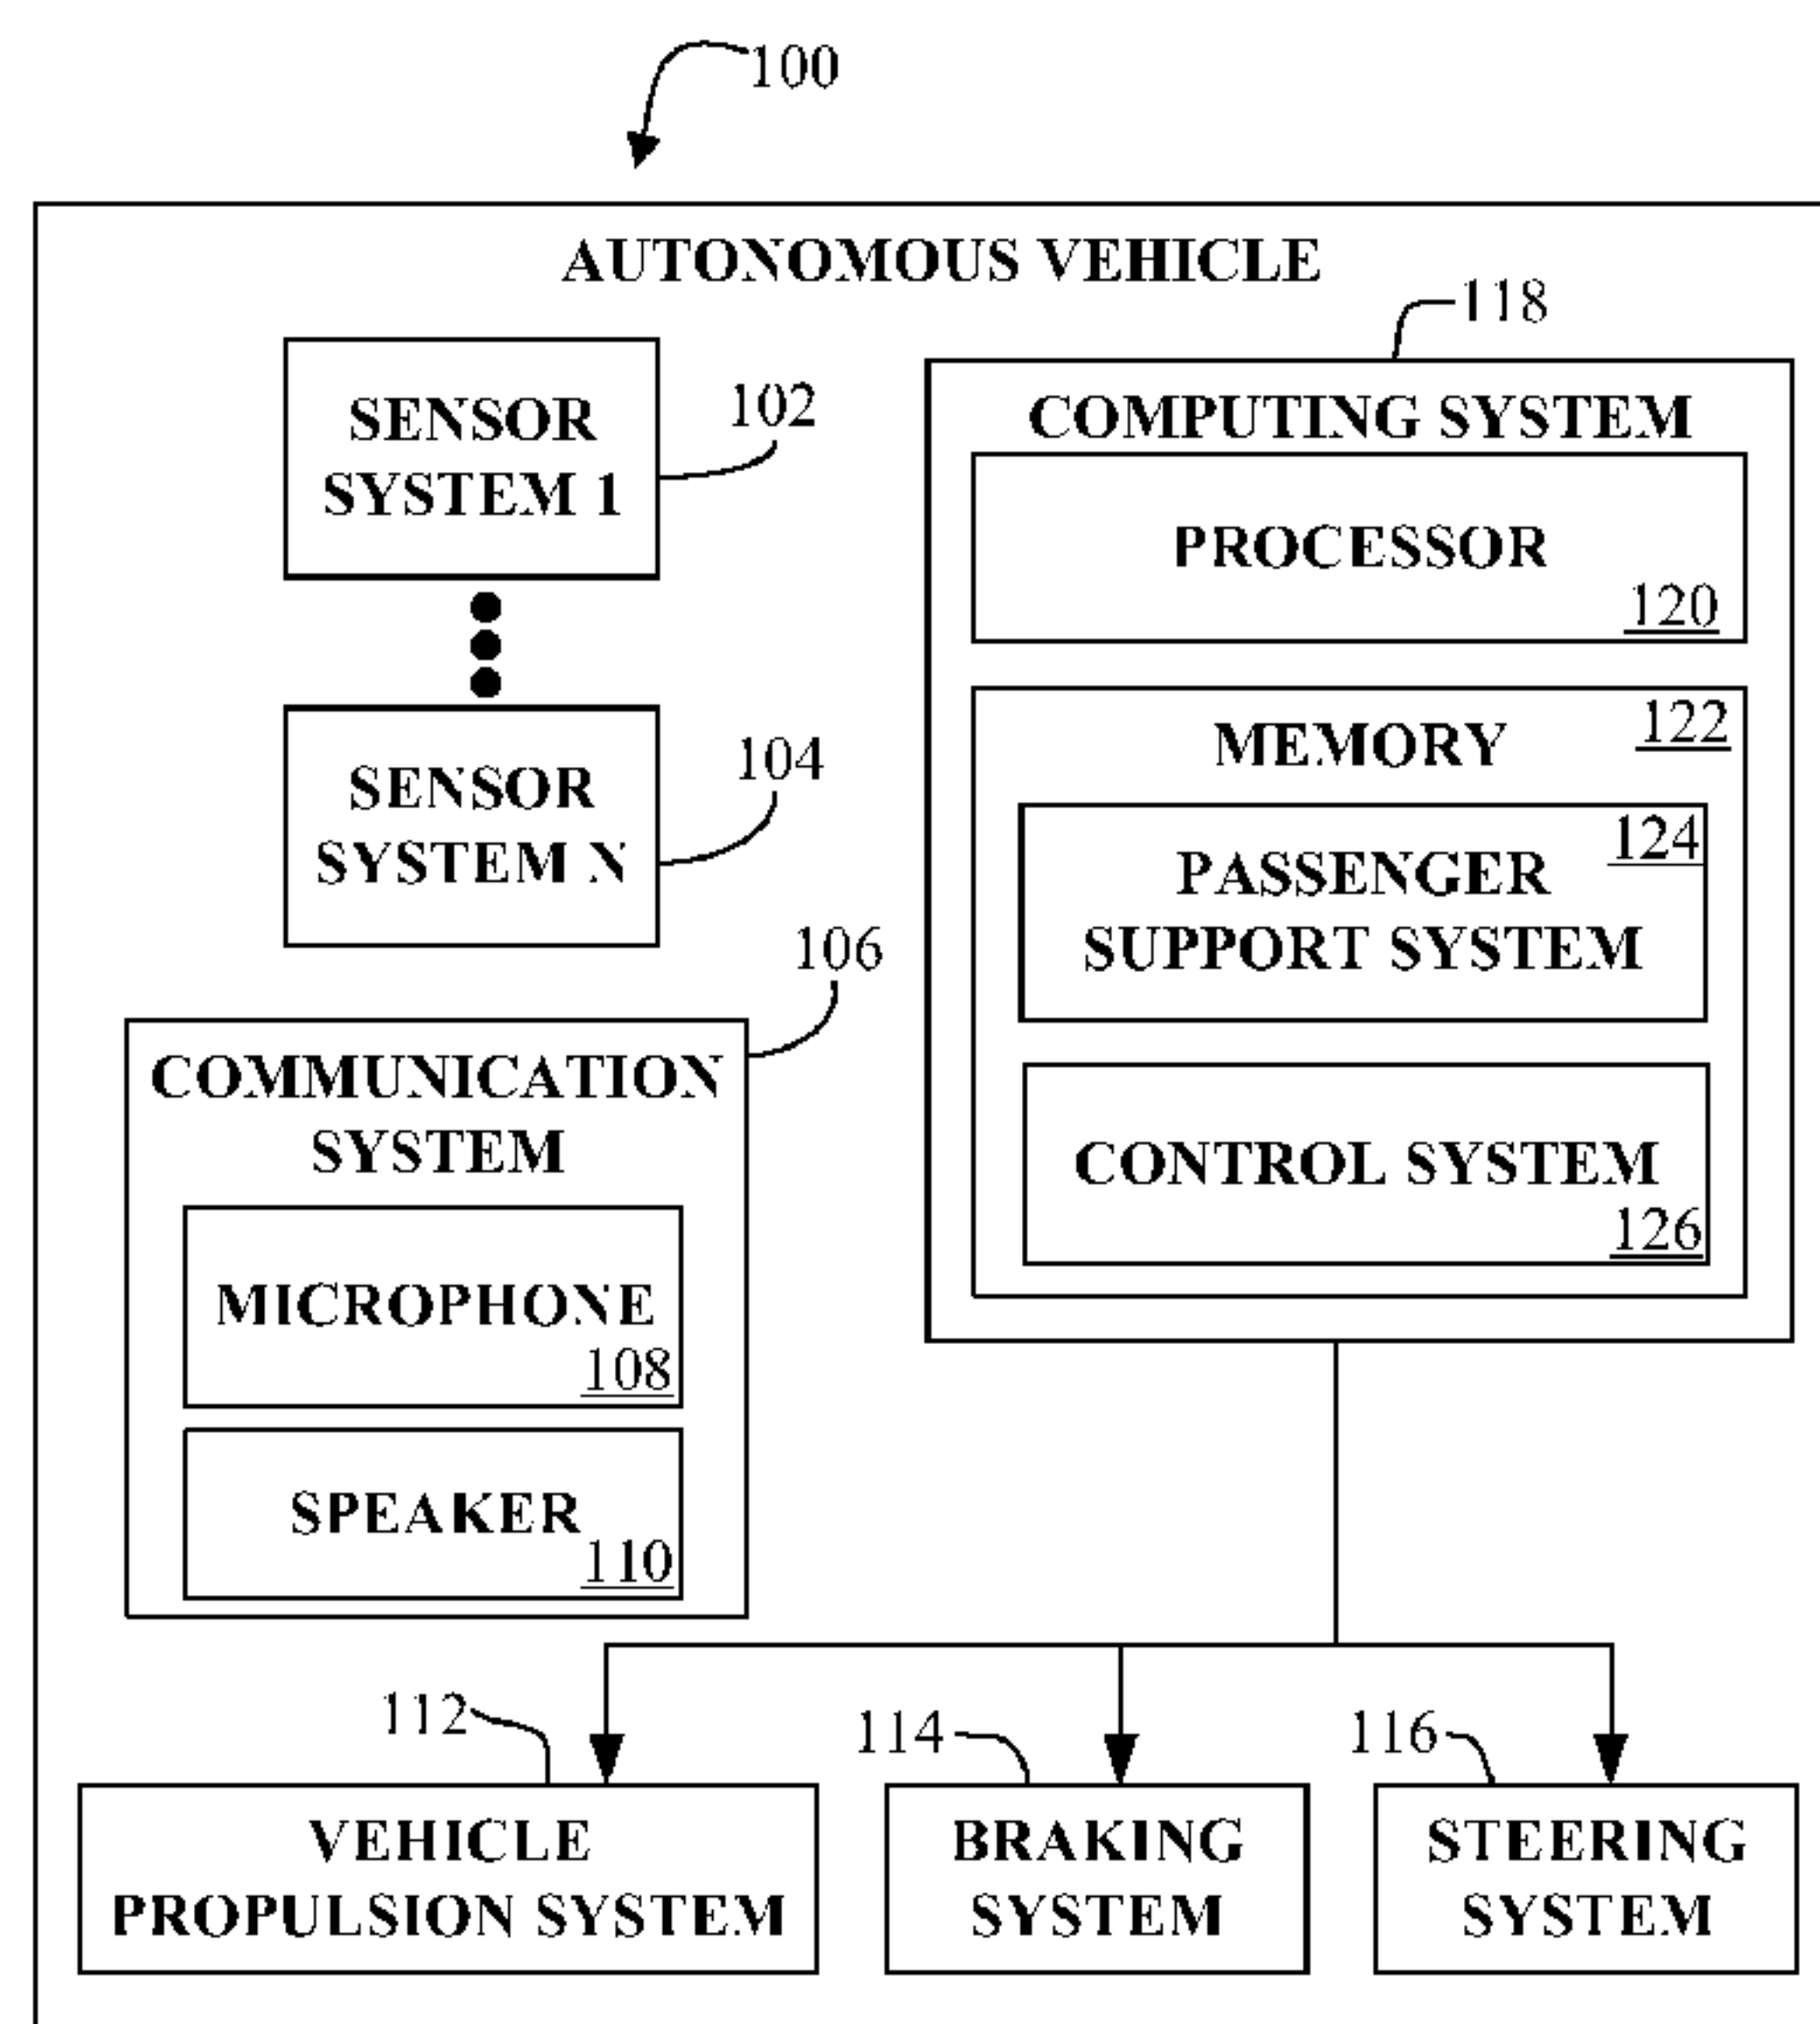 100
AUTONOMOUS VEHICLE
118
SENSOR
SYSTEM 1
102
COMPUTING SYSTEM
PROCESSOR
120
SENSOR
SYSTEM N
104
MEMORY
122
PASSENGER
SUPPORT SYSTEM
124
CONTROL SYSTEM
126
106
COMMUNICATION
SYSTEM
MICROPHONE
108
SPEAKER
110
112
114
116
VEHICLE
PROPULSION SYSTEM
BRAKING
SYSTEM
STEERING
SYSTEM